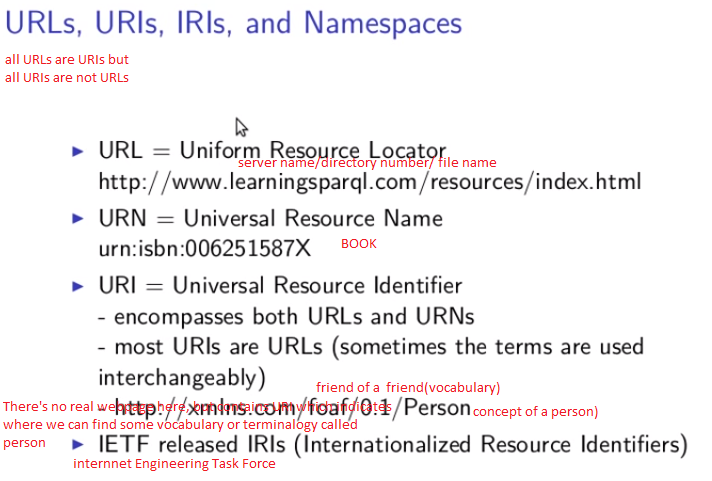 URLs, URIs, IRIs, and Namespaces
all URLs are URIs but
all URIs are not URLs
▶ URL = Uniform Resource Locator
server name/directory number/ file name
http://www.learningsparql.com/resources/index.html
▶ URN = Universal Resource Name
urn:isbn:006251587X
BOOK
▶ URI = Universal Resource Identifier
- encompasses both URLs and URNs
- most URIs are URLs (sometimes the terms are used
interchangeably)
friend of a friend(vocabulary)
There's no real webpage here, but contains URI which indicates
- http://xmlns.com/foaf/0.1/Person
concept of a person)
where we can find some vocabulary or terminalogy called
person
▶ IETF released IRIs (Internationalized Resource Identifiers)
internnet Engineering Task Force